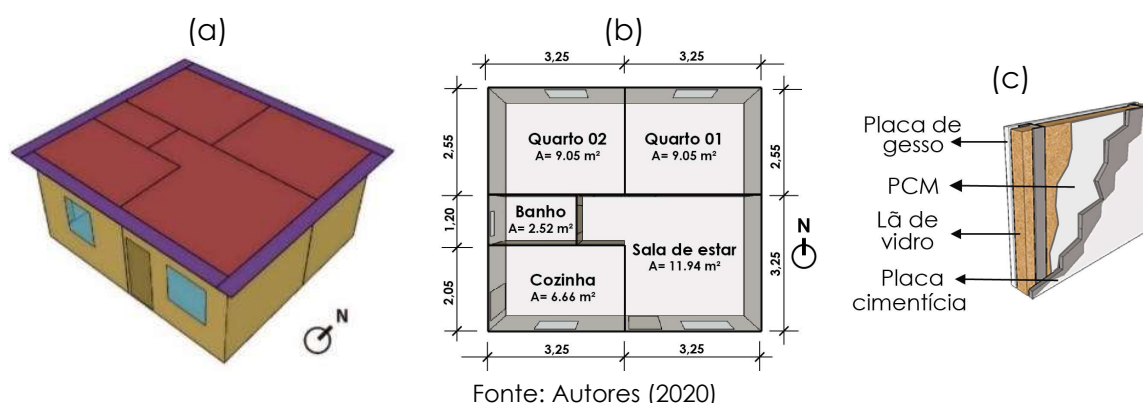 (a)
N
(b)
3,25 3,25
2,55
1,20
2,05
Quarto 02
A= 9.05 m²
Quarto 01
A= 9.05 m²
Banho
A= 2.52 m²
Sala de estar
A= 11.94 m²
Cozinha
A= 6.66 m²
2,55
3,25
N
3,25 3,25
(c)
Placa de
gesso
PCM
Lã de
vidro
Placa
cimentícia
Fonte: Autores (2020)